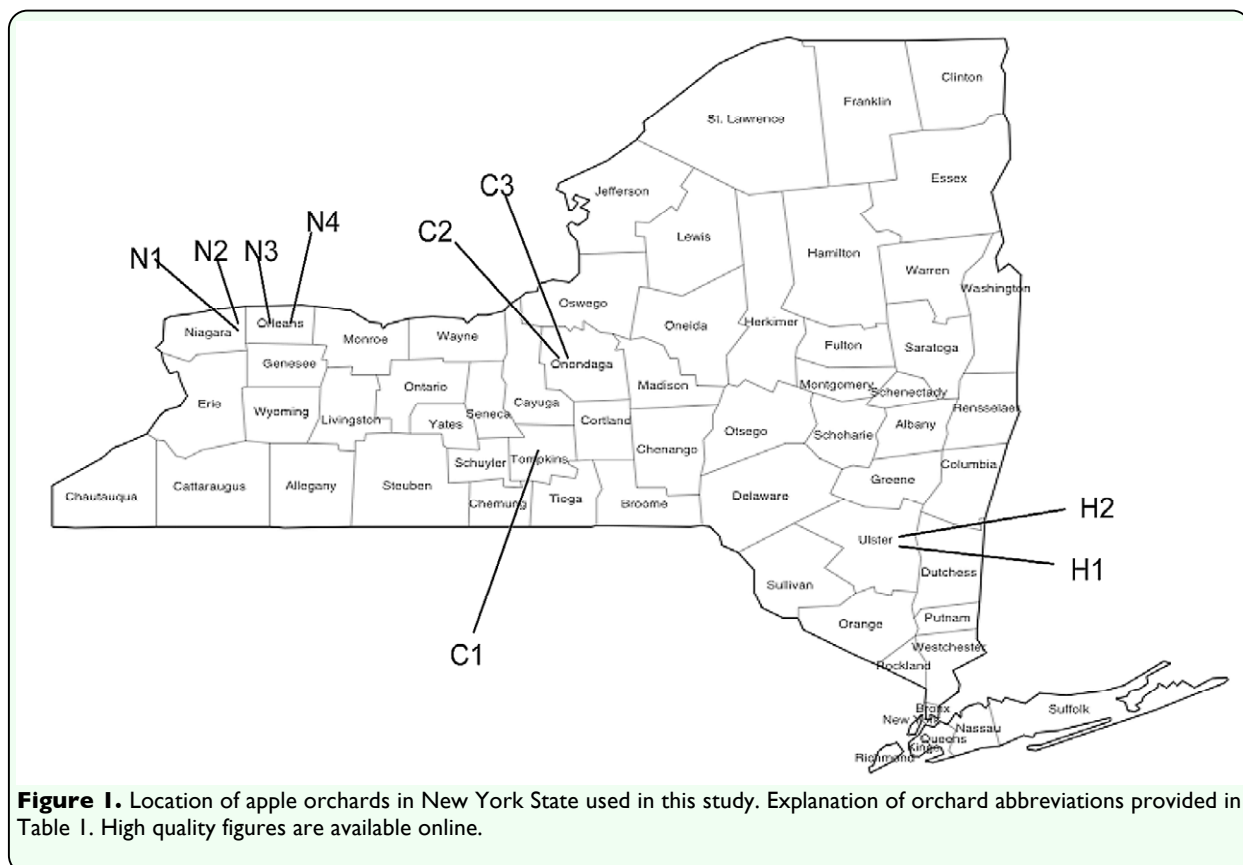 Clinton
Franklin
St. Lawrence
Essex
Jefferson
C3
Lewis
N4
C2
Hamilton
N3
N2
N1
Warren
Washington
Oswego
Orleans
Niagara
Oneida
Herkimer
Monroe
Wayne
Fulton
Saratoga
Genesee
Onondaga
Madison
Montgomery
Schenectady
Ontario
Erie
Wyoming
Livingston
Seneca
Cayuga
Cortland
Rensselaer
Yates
Otsego
Schoharie
Albany
Chenango
Schuyler
Tompkins
Columbia
Greene
Chautauqua
Cattaraugus
Allegany
Steuben
Chemung
Tioga
Broome
Delaware
H2
Ulster
H1
Dutchess
Sullivan
C1
Orange
Putnam
Westchester
Rockland
Bronx
New York
Nassau
Suffolk
Queens
Kings
Richmond
Figure 1. Location of apple orchards in New York State used in this study. Explanation of orchard abbreviations provided in
Table 1. High quality figures are available online.